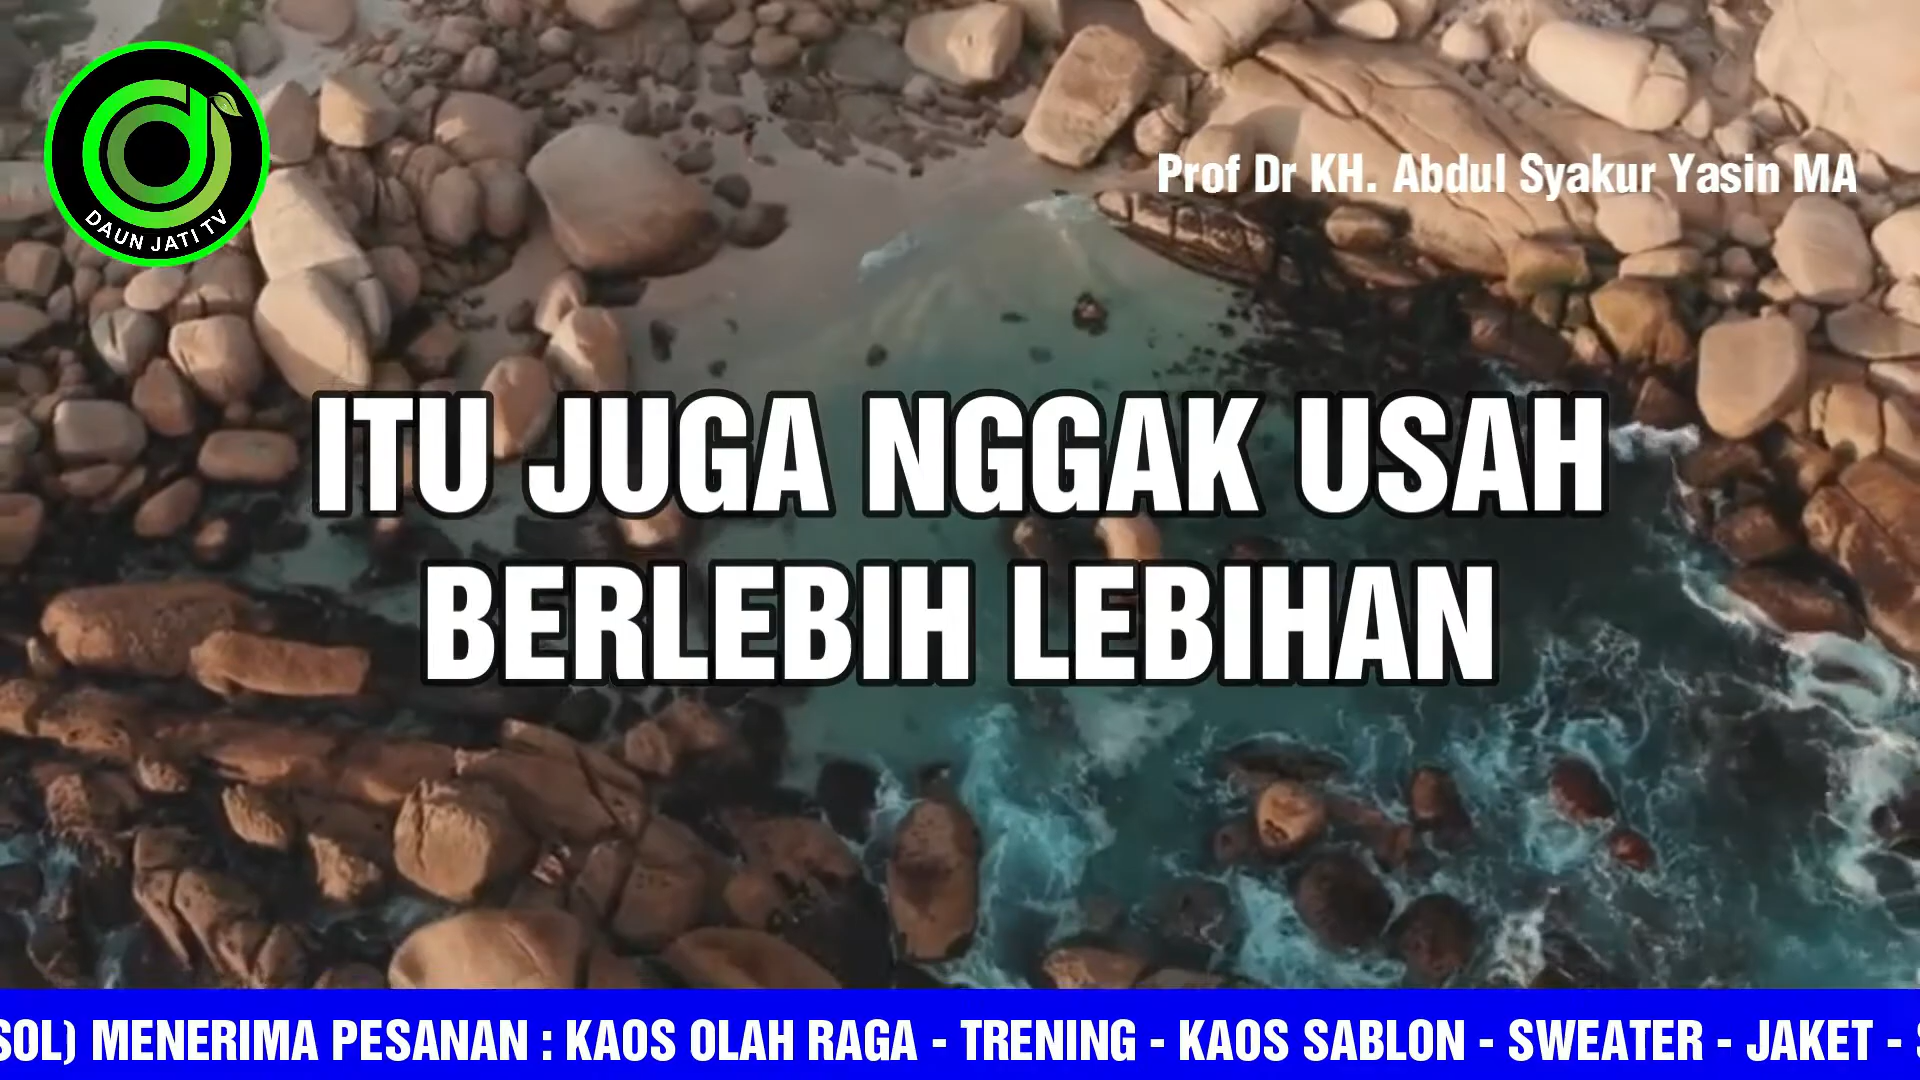 DAUN JATI TV
Prof Dr KH. Abdul Syakur Yasin MA
ITU JUGA NGGAK USAH
BERLEBIH LEBIHAN
SOL) MENERIMA PESANAN : KAOS OLAH RAGA - TRENING - KAOS SABLON - SWEATER - JAKET -